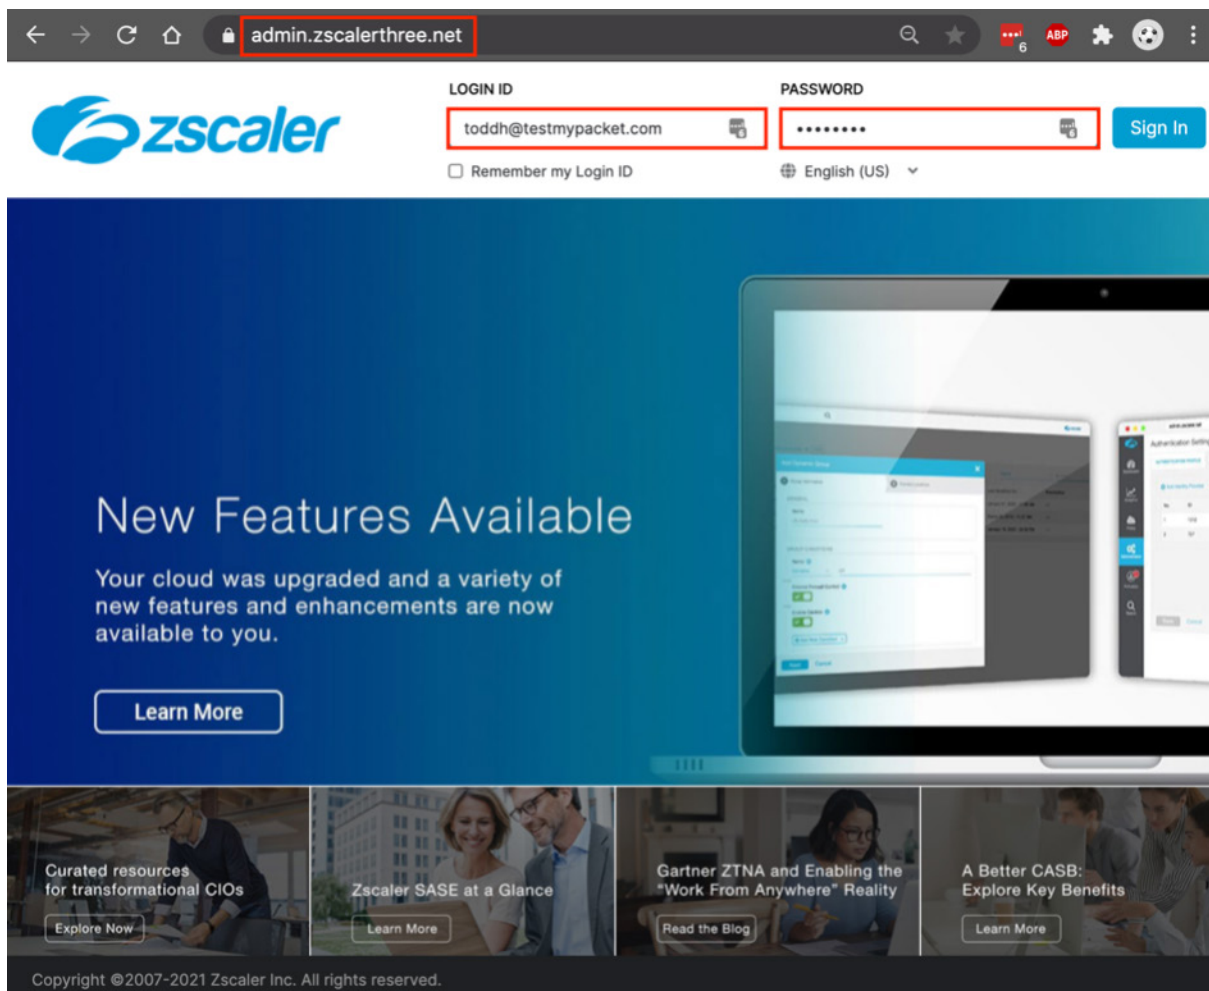 admin.zscalerthree.net
6
ABP
LOGIN ID
PASSWORD
zscaler
toddh@testmypacket.com
6
••••••••
6
Sign In
Remember my Login ID
English (US)
New Features Available
Your cloud was upgraded and a variety of
new features and enhancements are now
available to you.
Learn More
Curated resources
for transformational CIOs
Explore Now
Zscaler SASE at a Glance
Learn More
Gartner ZTNA and Enabling the
"Work From Anywhere" Reality
Read the Blog
A Better CASB:
Explore Key Benefits
Learn More
Copyright ©2007-2021 Zscaler Inc. All rights reserved.